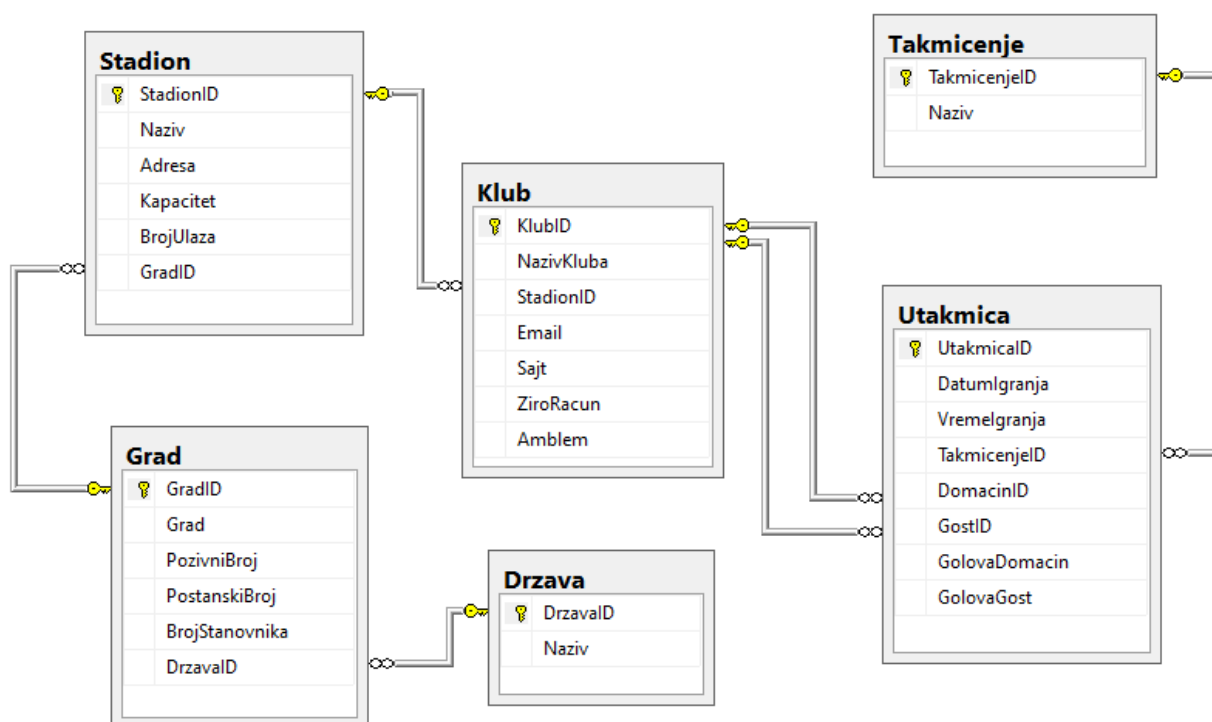 Stadion
StadionID
Naziv
Adresa
Kapacitet
BrojUlaza
GradID
Takmicenje
TakmicenjeID
Naziv
Klub
KlubID
NazivKluba
StadionID
Email
Sajt
ZiroRacun
Amblem
Utakmica
UtakmicaID
DatumIgranja
VremeIgranja
TakmicenjeID
DomacinID
GostID
GolovaDomacin
GolovaGost
Grad
GradID
Grad
PozivniBroj
PostanskiBroj
BrojStanovnika
DrzavaID
Drzava
DrzavaID
Naziv